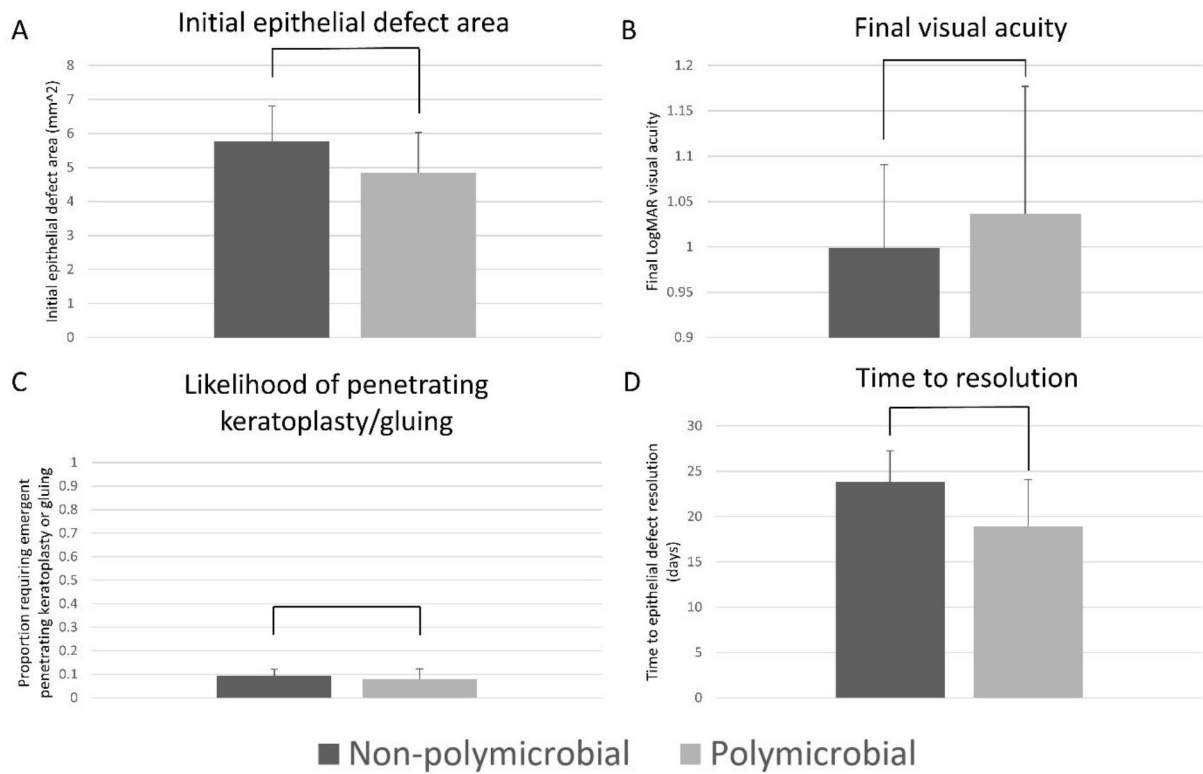 A
Initial epithelial defect area
Initial epithelial defect area (mm^2)
8
7
6
5
4
3
2
1
0
B
Final visual acuity
Final LogMAR visual acuity
1.2
1.15
1.1
1.05
1
0.95
0.9
C
Likelihood of penetrating
keratoplasty/gluing
Proportion requiring emergent
penetrating keratoplasty or gluing
1
0.9
0.8
0.7
0.6
0.5
0.4
0.3
0.2
0.1
0
D
Time to resolution
Time to epithelial defect resolution
(days)
30
25
20
15
10
5
0
Non-polymicrobial
Polymicrobial